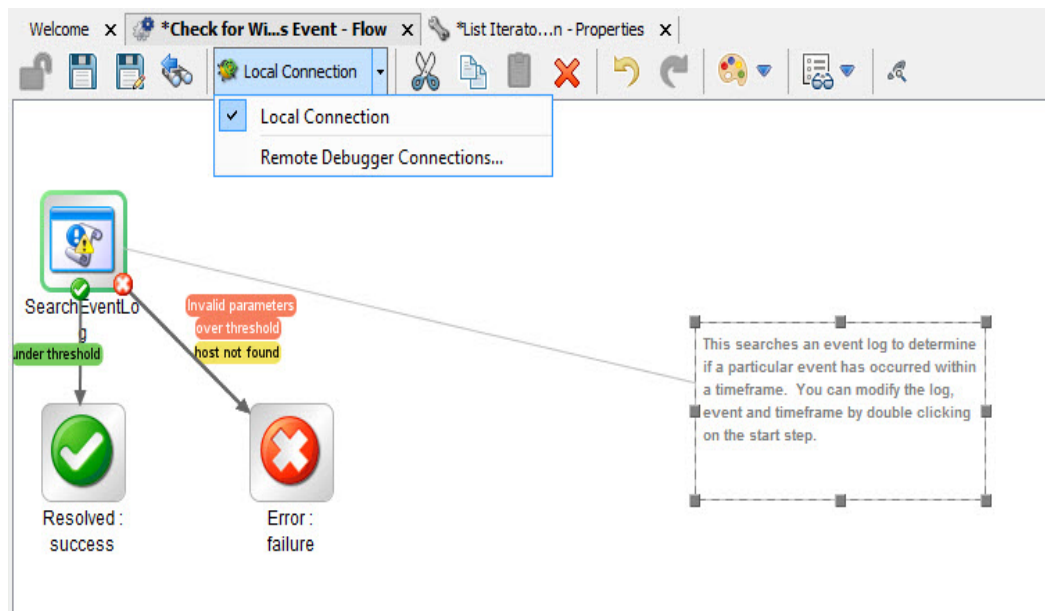 Welcome
*Check for Wi...s Event - Flow
*List Iterato...n - Properties
Local Connection
Local Connection
Remote Debugger Connections...
SearchEventLo
g
Invalid parameters
over threshold
host not found
under threshold
This searches an event log to determine
if a particular event has occurred within
a timeframe.  You can modify the log,
event and timeframe by double clicking
on the start step.
Resolved :
success
Error :
failure